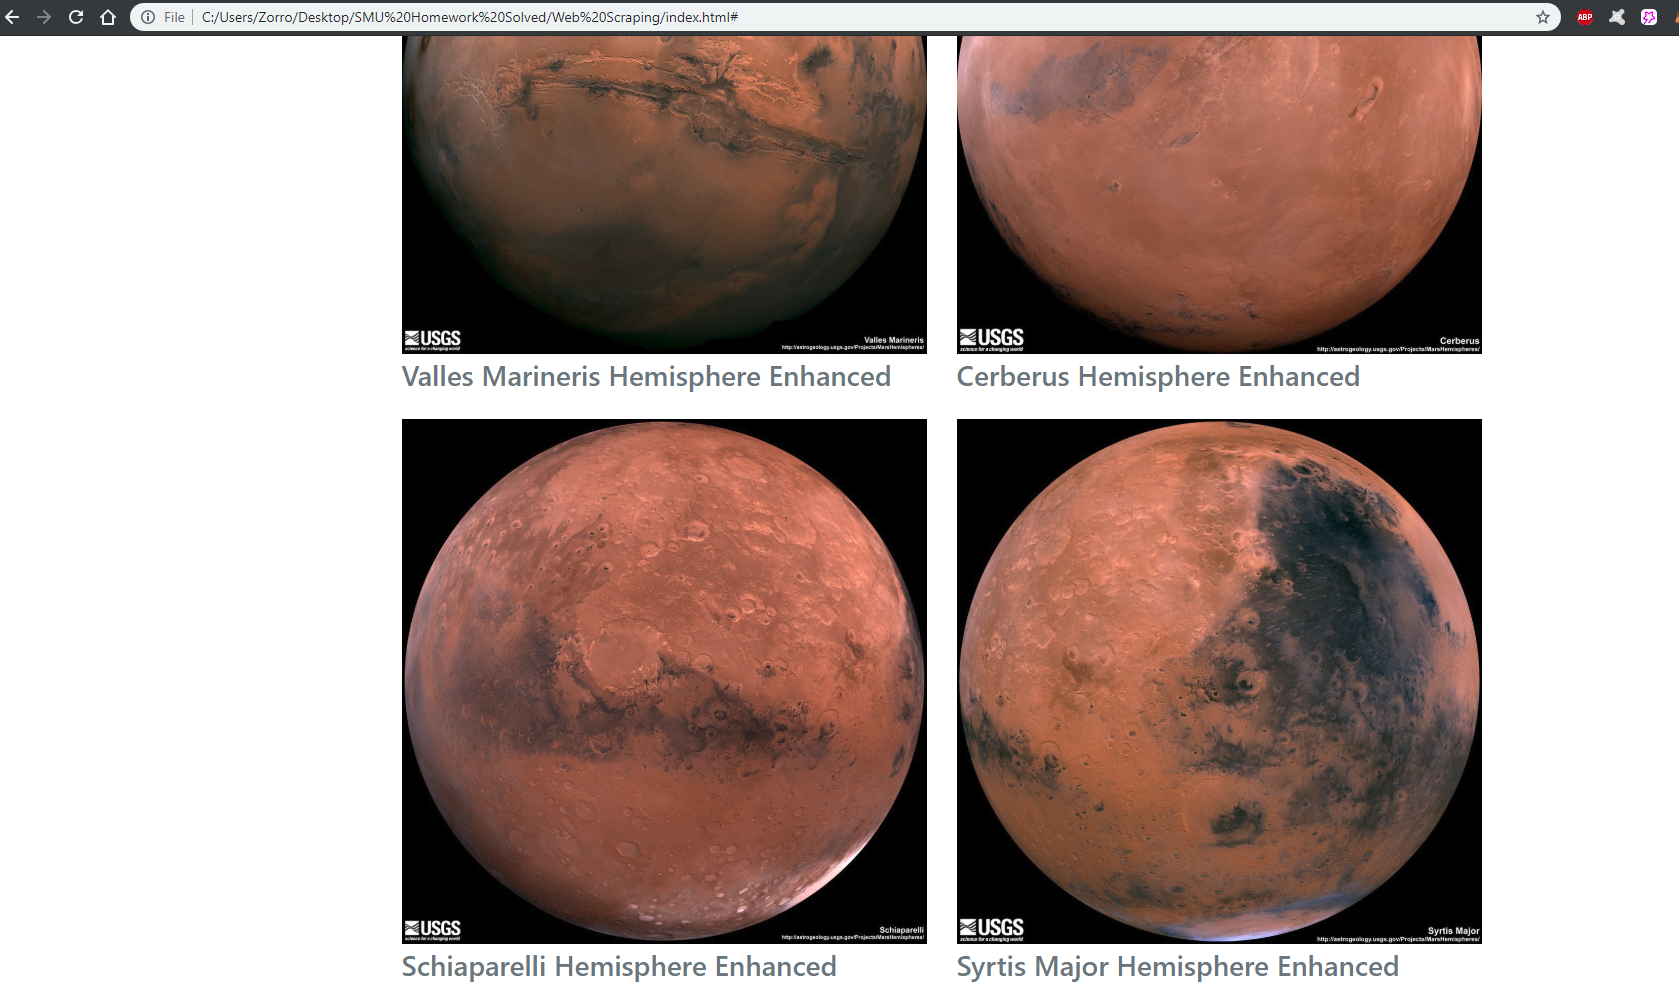 File
C:/Users/Zorro/Desktop/SMU%20Homework%20Solved/Web%20Scraping/index.html#
ABP
USGS
science for a changing world
Valles Marineris
http://astrogeology.usgs.gov/Projects/MarsHemispheres/
USGS
science for a changing world
Cerberus
http://astrogeology.usgs.gov/Projects/MarsHemispheres/
Valles Marineris Hemisphere Enhanced
Cerberus Hemisphere Enhanced
USGS
science for a changing world
Schiaparelli
http://astrogeology.usgs.gov/Projects/MarsHemispheres/
USGS
science for a changing world
Syrtis Major
http://astrogeology.usgs.gov/Projects/MarsHemispheres/
Schiaparelli Hemisphere Enhanced
Syrtis Major Hemisphere Enhanced